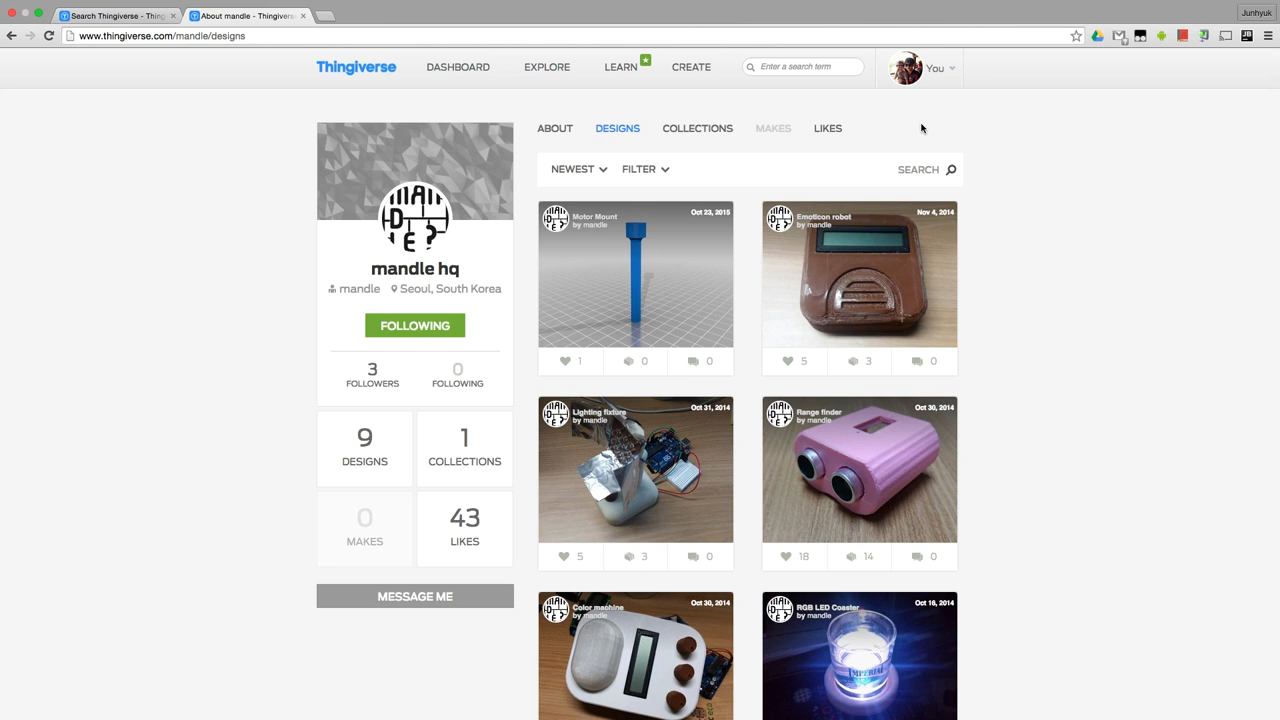 Search Thingiverse - Thing
About mandle - Thingiverse
Junhyuk
www.thingiverse.com/mandle/designs
Thingiverse
DASHBOARD
EXPLORE
LEARN
CREATE
Enter a search term
You
ABOUT
DESIGNS
COLLECTIONS
MAKES
LIKES
NEWEST
FILTER
SEARCH
MAN
D LE?
mandle hq
mandle
Seoul, South Korea
FOLLOWING
3
FOLLOWERS
0
FOLLOWING
9
DESIGNS
1
COLLECTIONS
0
MAKES
43
LIKES
MESSAGE ME
Motor Mount
by mandle
Oct 23, 2015
1
0
0
Emoticon robot
by mandle
Nov 4, 2014
5
3
0
Lighting fixture
by mandle
Oct 31, 2014
5
3
0
Range finder
by mandle
Oct 30, 2014
18
14
0
Color machine
by mandle
Oct 30, 2014
RGB LED Coaster
by mandle
Oct 16, 2014
IMPERIAL